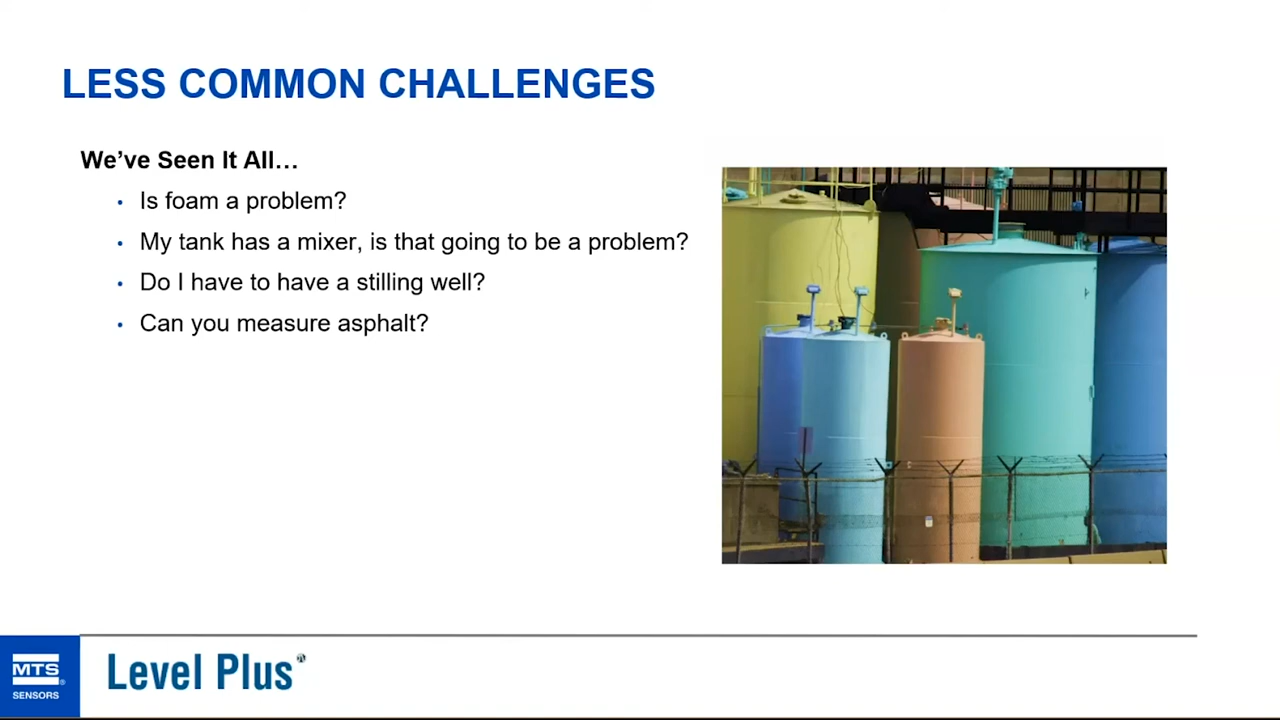 LESS COMMON CHALLENGES
We’ve Seen It All…
• Is foam a problem?
• My tank has a mixer, is that going to be a problem?
• Do I have to have a stilling well?
• Can you measure asphalt?
MTS
SENSORS
Level Plus®